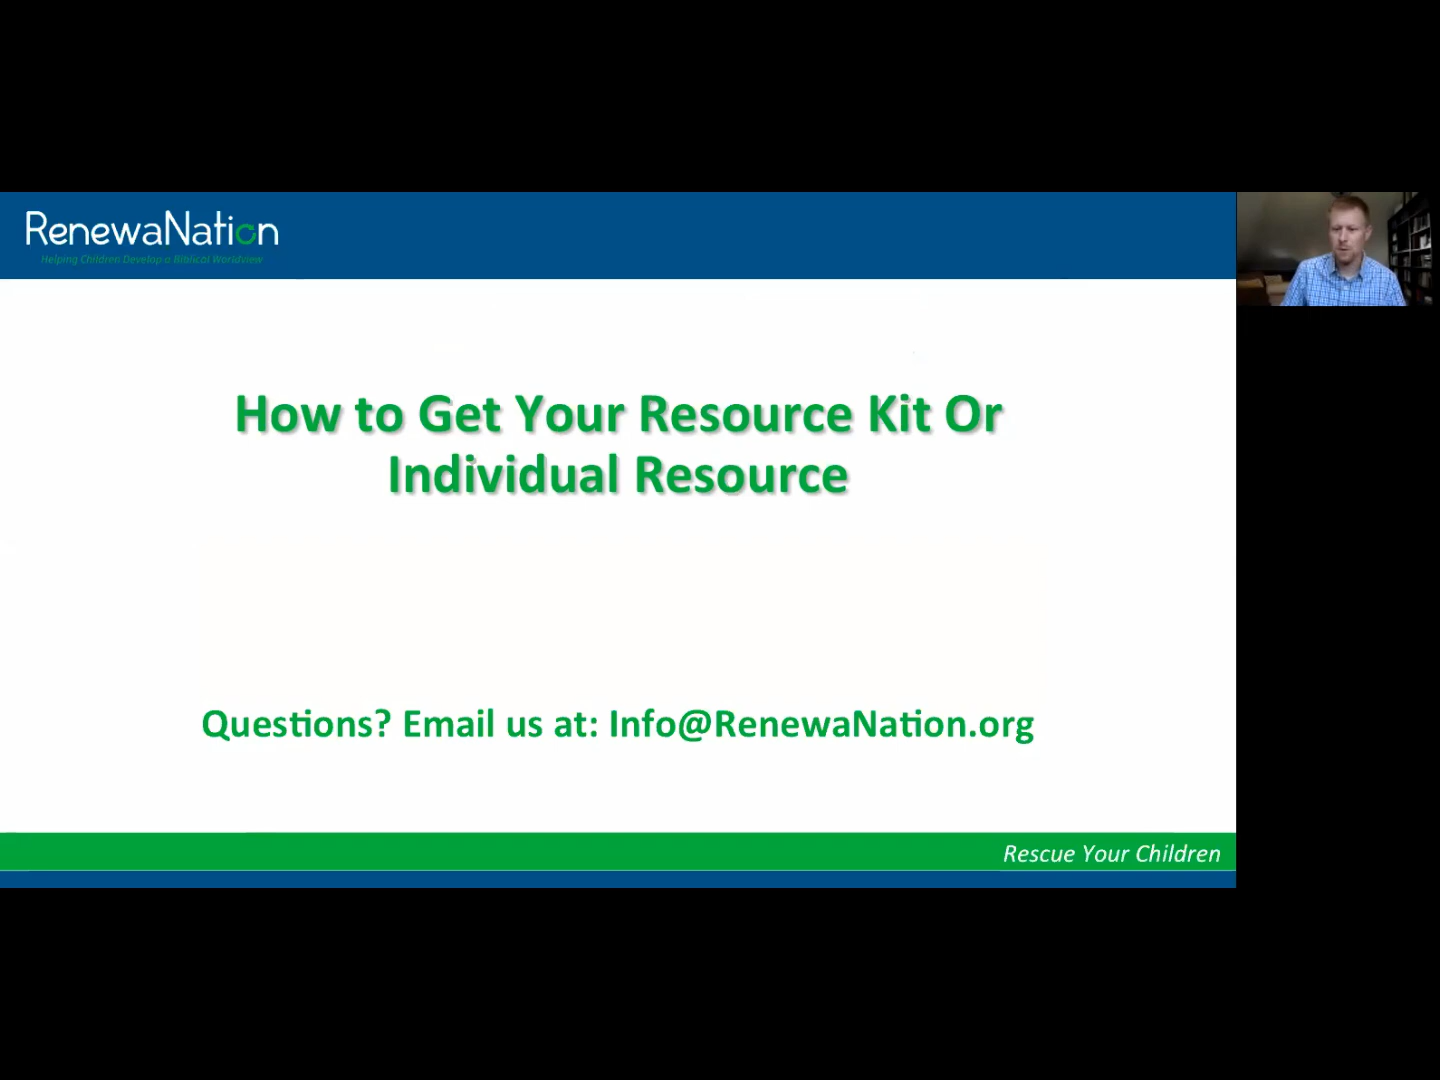 RenewaNation
Helping Children Develop a Biblical Worldview
How to Get Your Resource Kit Or
Individual Resource
Questions? Email us at: Info@RenewaNation.org
Rescue Your Children